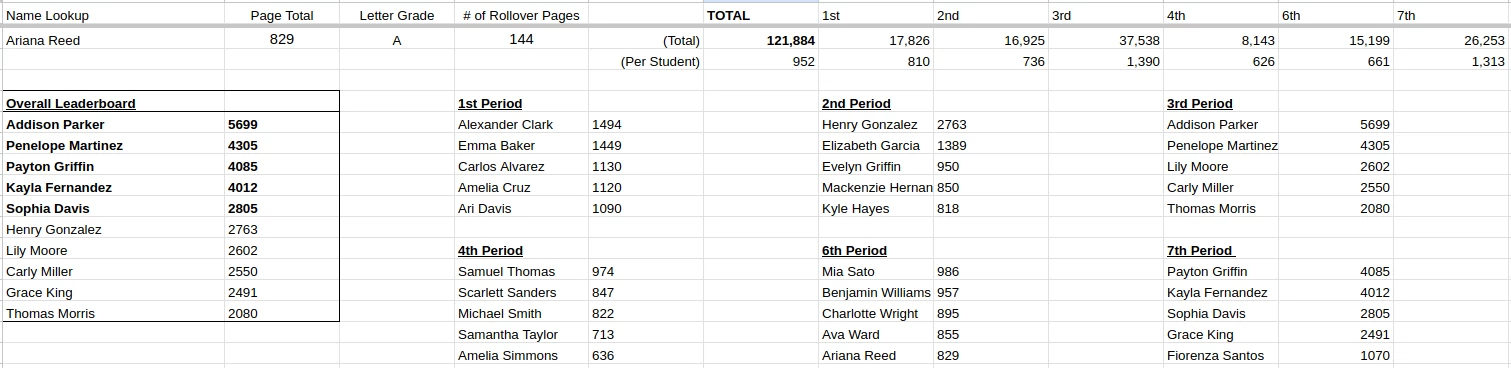 Name Lookup Page Total Letter Grade # of Rollover Pages TOTAL 1st 2nd 3rd 4th 6th 7th
Ariana Reed 829 A 144 (Total) 121,884 17,826 16,925 37,538 8,143 15,199 26,253
(Per Student) 952 810 736 1,390 626 661 1,313
Overall Leaderboard 1st Period 2nd Period 3rd Period
Addison Parker 5699 Alexander Clark 1494 Henry Gonzalez 2763 Addison Parker 5699
Penelope Martinez 4305 Emma Baker 1449 Elizabeth Garcia 1389 Penelope Martinez 4305
Payton Griffin 4085 Carlos Alvarez 1130 Evelyn Griffin 950 Lily Moore 2602
Kayla Fernandez 4012 Amelia Cruz 1120 Mackenzie Hernan 850 Carly Miller 2550
Sophia Davis 2805 Ari Davis 1090 Kyle Hayes 818 Thomas Morris 2080
Henry Gonzalez 2763
Lily Moore 2602 4th Period 6th Period 7th Period
Carly Miller 2550 Samuel Thomas 974 Mia Sato 986 Payton Griffin 4085
Grace King 2491 Scarlett Sanders 847 Benjamin Williams 957 Kayla Fernandez 4012
Thomas Morris 2080 Michael Smith 822 Charlotte Wright 895 Sophia Davis 2805
Samantha Taylor 713 Ava Ward 855 Grace King 2491
Amelia Simmons 636 Ariana Reed 829 Fiorenza Santos 1070